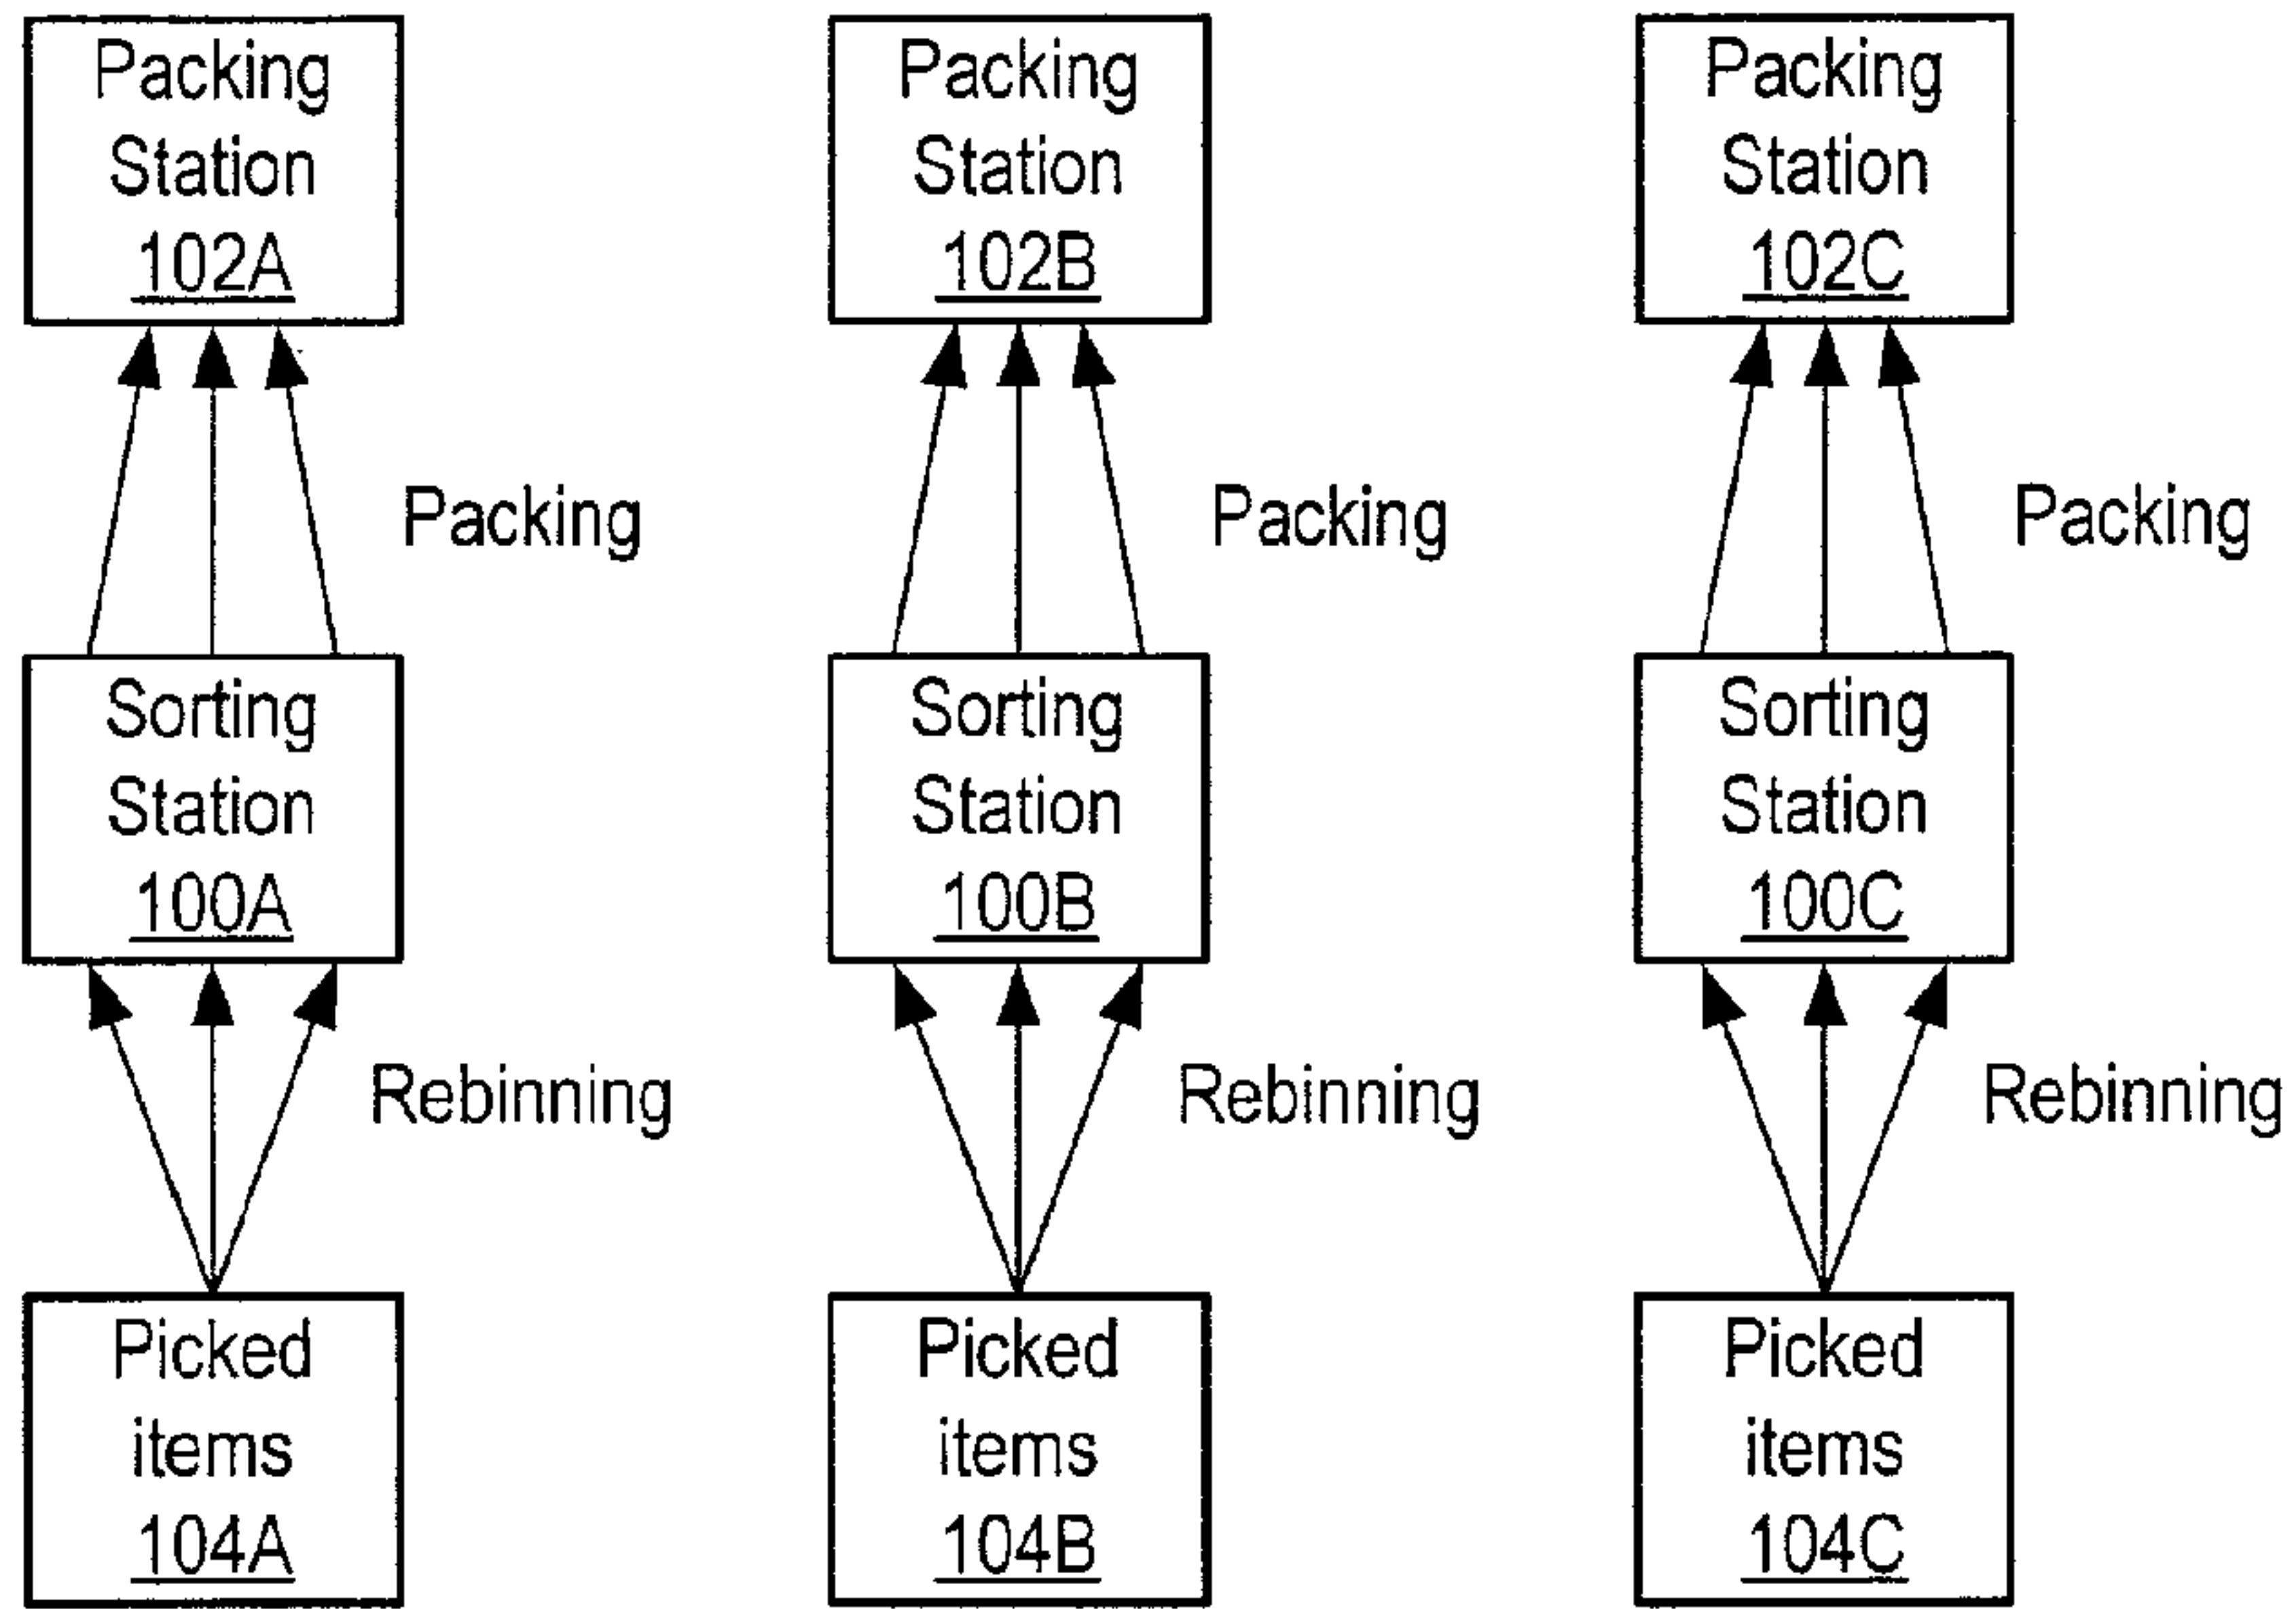 Packing
Station
102A
Packing
Station
102B
Packing
Station
102C
Packing
Packing
Packing
Sorting
Station
100A
Sorting
Station
100B
Sorting
Station
100C
Rebinning
Rebinning
Rebinning
Picked
items
104A
Picked
items
104B
Picked
items
104C